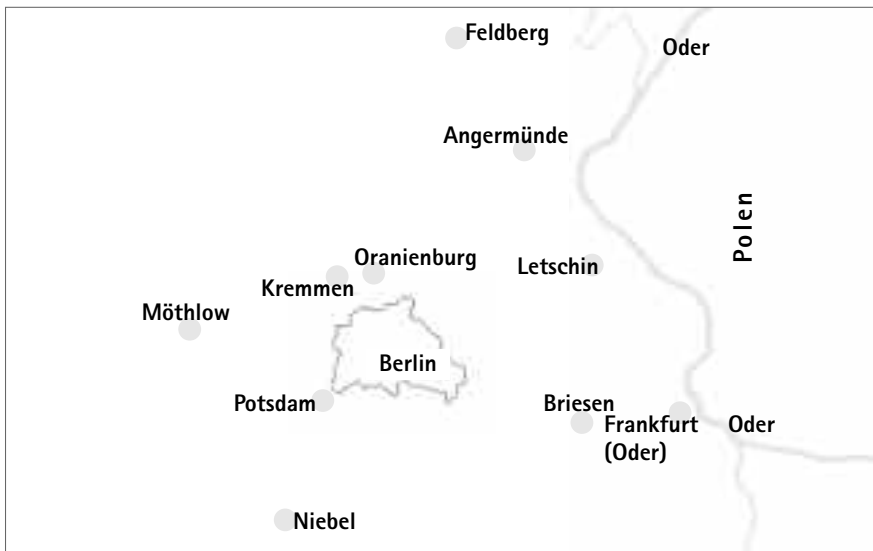 Feldberg
Oder
Angermünde
Polen
Oranienburg
Letschin
Kremmen
Möthlow
Berlin
Potsdam
Briesen
Frankfurt
(Oder)
Oder
Niebel